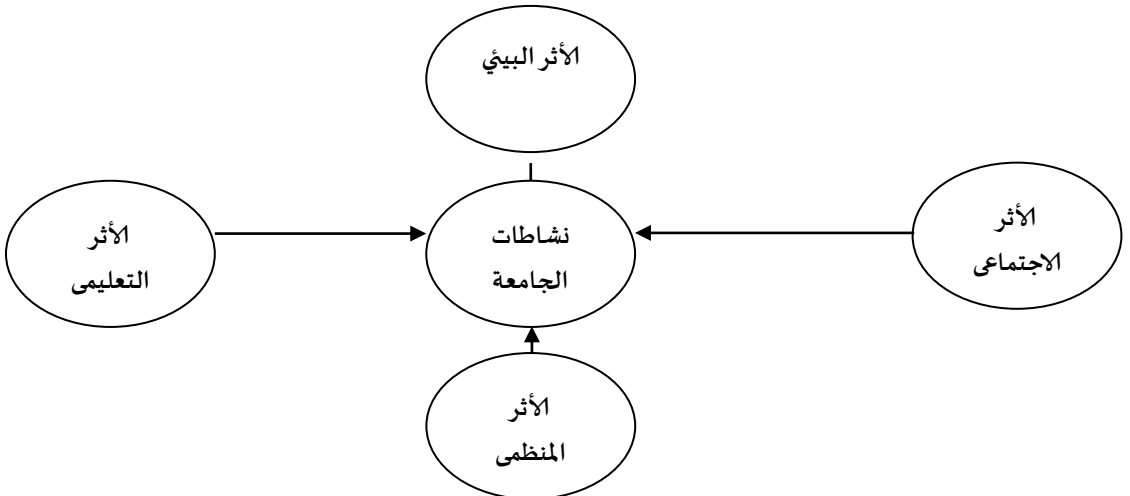 الأثر البيئي
الأثر
الاجتماعى
نشاطات
الجامعة
الأثر
التعليمى
الأثر
المنظمى